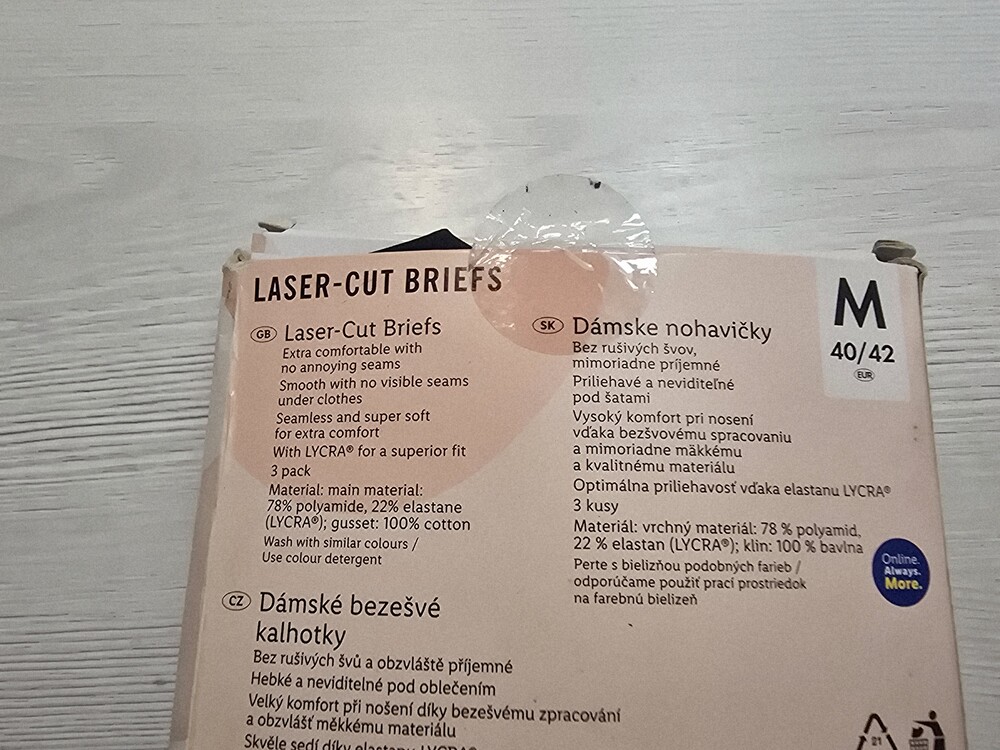 LASER-CUT BRIEFS
GB Laser-Cut Briefs
Extra comfortable with
no annoying seams
Smooth with no visible seams
under clothes
Seamless and super soft
for extra comfort
With LYCRA® for a superior fit
3 pack
Material: main material:
78% polyamide, 22% elastane
(LYCRA®); gusset: 100% cotton
Wash with similar colours /
Use colour detergent
CZ Dámské bezešvé
kalhotky
Bez rušivých švů a obzvláště příjemné
Hebké a neviditelné pod oblečením
Velký komfort při nošení díky bezešvému zpracování
a obzvlášť měkkému materiálu
Skvěle sedí díky elastanu LYCRA®
SK Dámske nohavičky
Bez rušivých švov,
mimoriadne príjemné
Priliehavé a neviditeľné
pod šatami
Vysoký komfort pri nosení
vďaka bezšvovému spracovaniu
a mimoriadne mäkkému
a kvalitnému materiálu
Optimálna priliehavosť vďaka elastanu LYCRA®
3 kusy
Materiál: vrchný materiál: 78 % polyamid,
22 % elastan (LYCRA®); klin: 100 % bavlna
Perte s bielizňou podobných farieb /
odporúčame použiť prací prostriedok
na farebnú bielizeň
M
40/42
EUR
Online.
Always.
More.
21